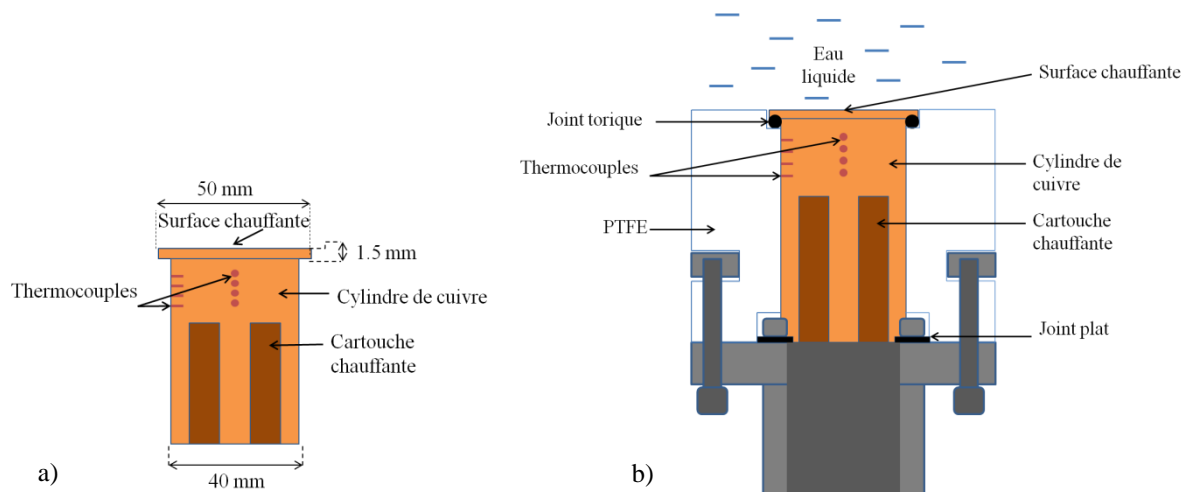 50 mm
Surface chauffante
1.5 mm
Thermocouples
Cylindre de cuivre
Cartouche
chauffante
a)
40 mm
Eau
liquide
Surface chauffante
Joint torique
Thermocouples
Cylindre de
cuivre
PTFE
Cartouche
chauffante
Joint plat
b)